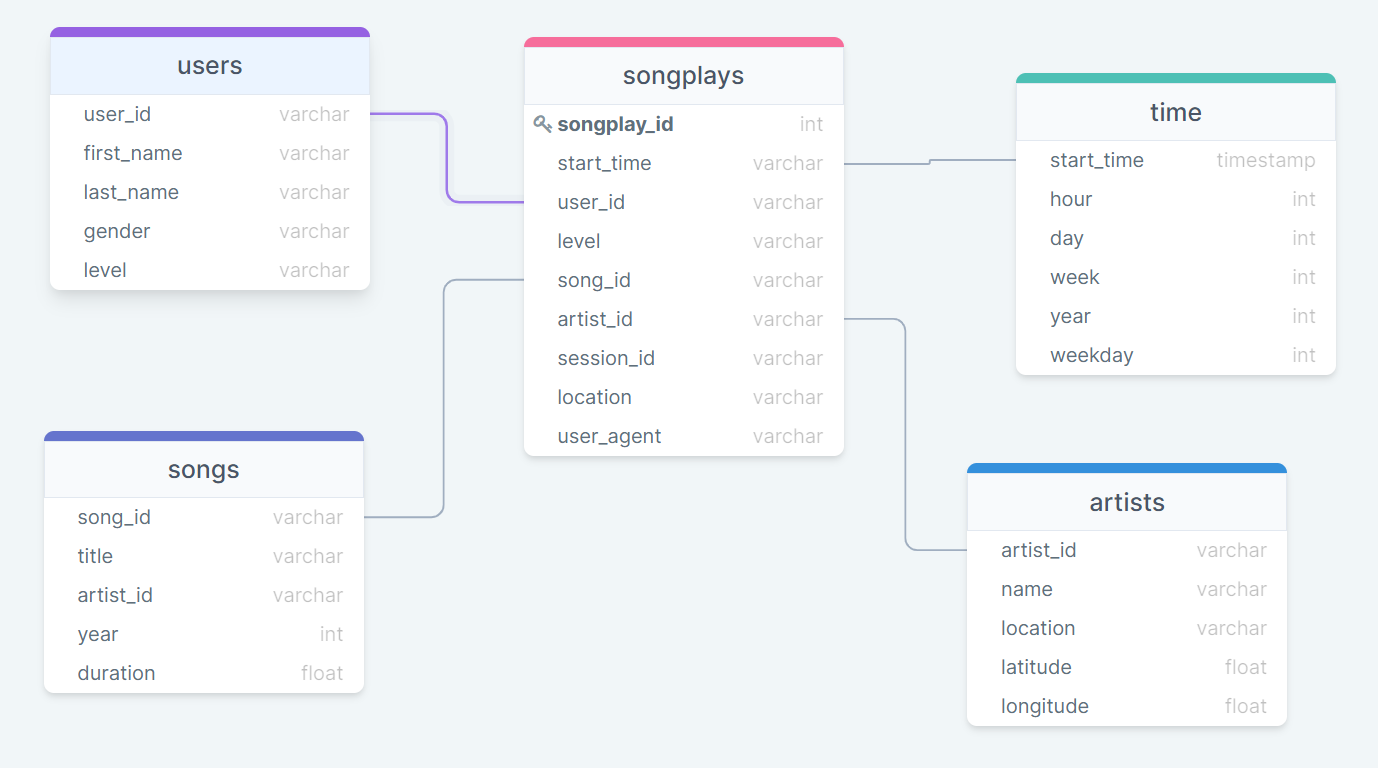 users
user_id varchar
first_name varchar
last_name varchar
gender varchar
level varchar
songplays
songplay_id int
start_time varchar
user_id varchar
level varchar
song_id varchar
artist_id varchar
session_id varchar
location varchar
user_agent varchar
time
start_time timestamp
hour int
day int
week int
year int
weekday int
songs
song_id varchar
title varchar
artist_id varchar
year int
duration float
artists
artist_id varchar
name varchar
location varchar
latitude float
longitude float